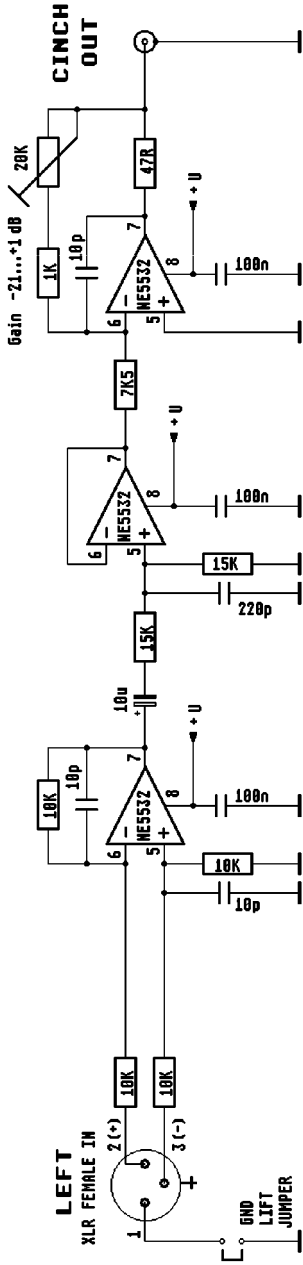 LEFT
XLR FEMALE IN
2(+)
3(-)
1
GND
LIFT
JUMPER
10K
10K
10K
10p
6
5
7
8
NE5532
+U
100n
10K
10p
10u
+
15K
6
5
7
8
NE5532
+U
100n
15K
220p
7K5
Gain -21...+1 dB
1K
20K
10p
6
5
7
8
NE5532
+U
100n
47R
CINCH
OUT